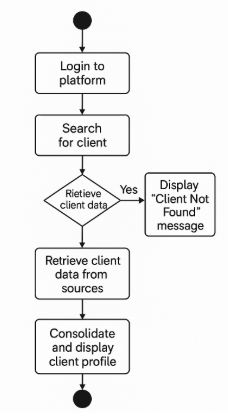 Login to
platform
Search
for client
Rietieve
client data
Yes
Display
"Client Not
Found"
message
Retrieve client
data from
sources
Consolidate
and display
client profile